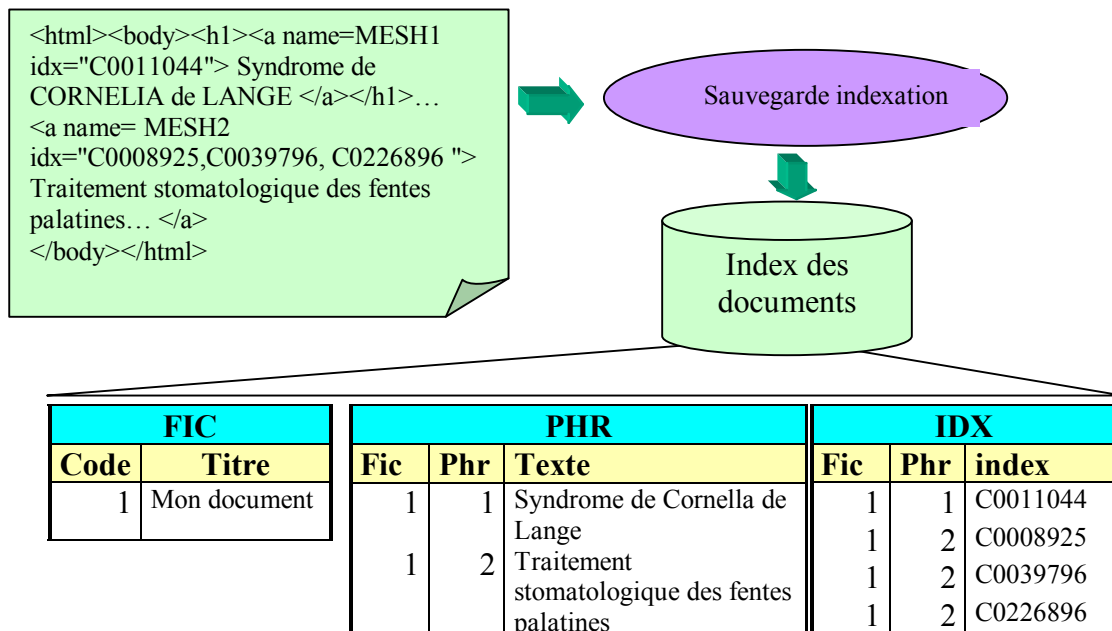 <html><body><h1><a name=MESH1
idx="C0011044"> Syndrome de
CORNELIA de LANGE </a></h1>…
<a name= MESH2
idx="C0008925,C0039796, C0226896 ">
Traitement stomatologique des fentes
palatines… </a>
</body></html>
Sauvegarde indexation
Index des
documents
FIC
Code Titre
1 Mon document
PHR
Fic Phr Texte
1 1 Syndrome de Cornella de
Lange
1 2 Traitement
stomatologique des fentes
palatines
IDX
Fic Phr index
1 1 C0011044
1 2 C0008925
1 2 C0039796
1 2 C0226896